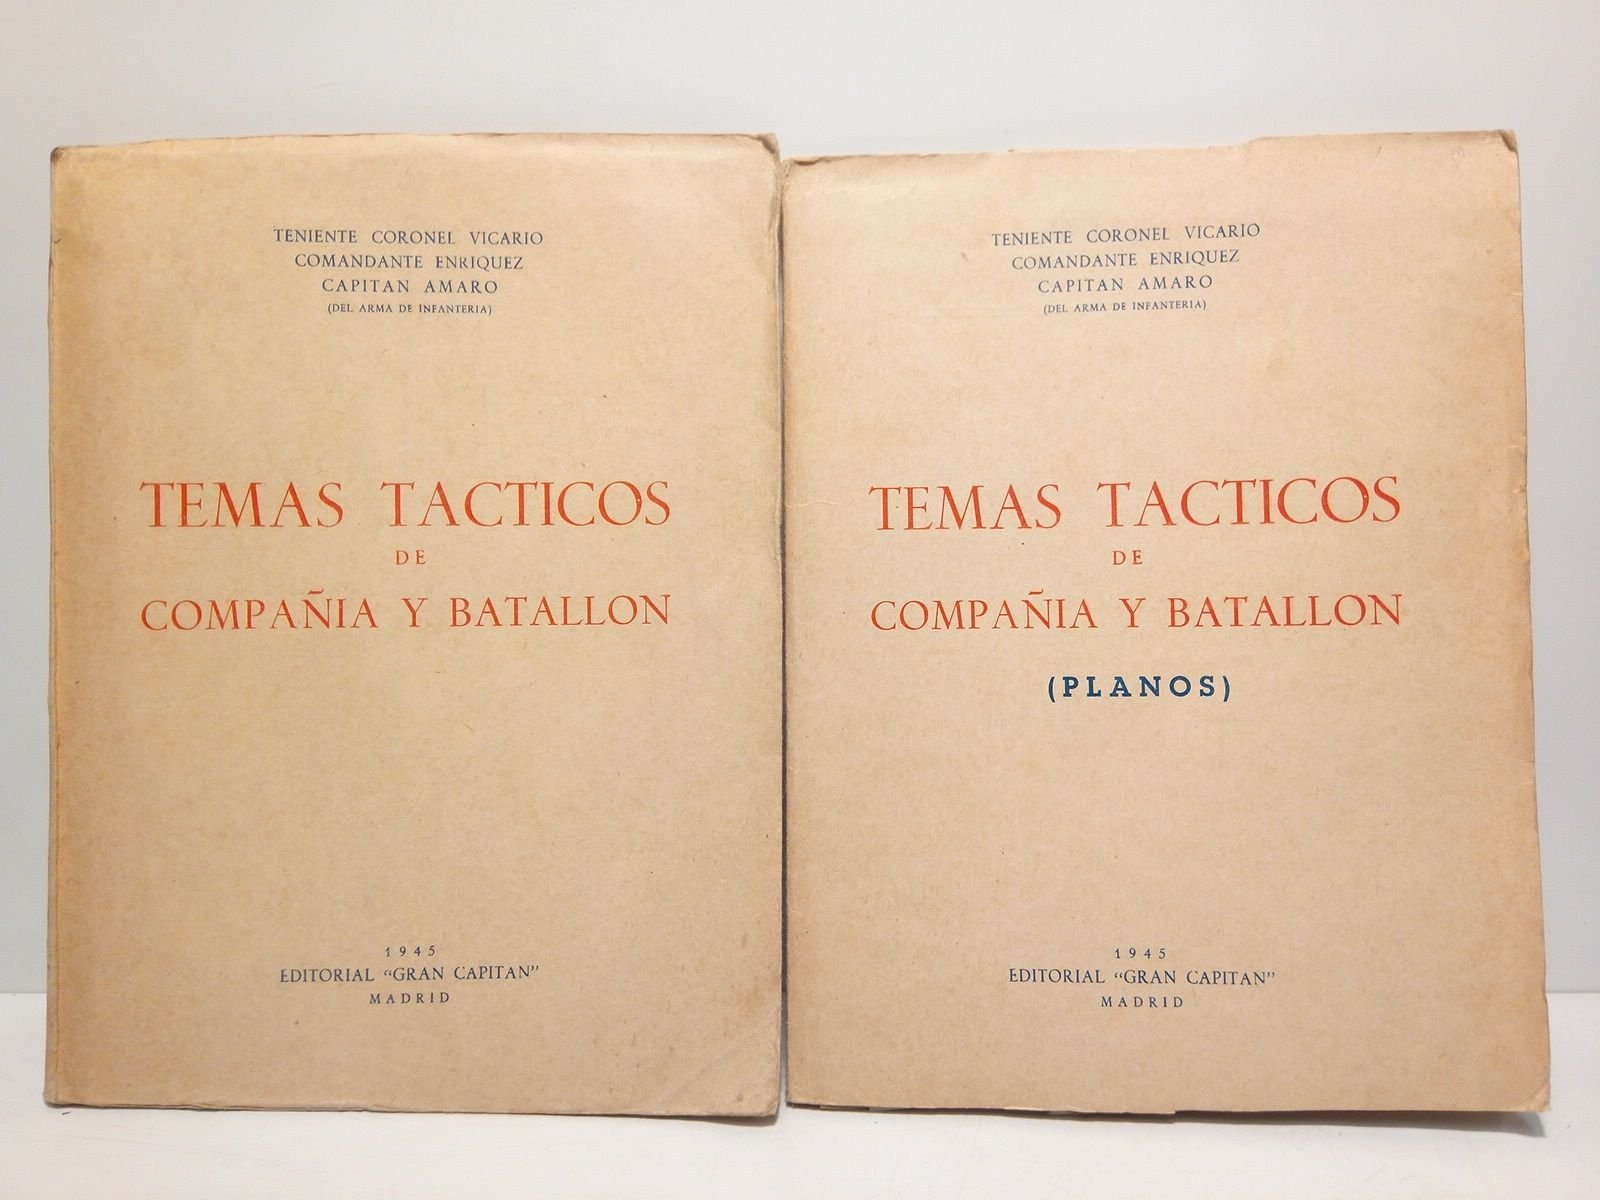 TENIENTE CORONEL VICARIO
COMANDANTE ENRIQUEZ
CAPITAN AMARO
(DEL ARMA DE INFANTERIA)
TEMAS TACTICOS
DE
COMPAÑIA Y BATALLON
1945
EDITORIAL “GRAN CAPITAN”
MADRID
TENIENTE CORONEL VICARIO
COMANDANTE ENRIQUEZ
CAPITAN AMARO
(DEL ARMA DE INFANTERIA)
TEMAS TACTICOS
DE
COMPAÑIA Y BATALLON
(PLANOS)
1945
EDITORIAL “GRAN CAPITAN”
MADRID